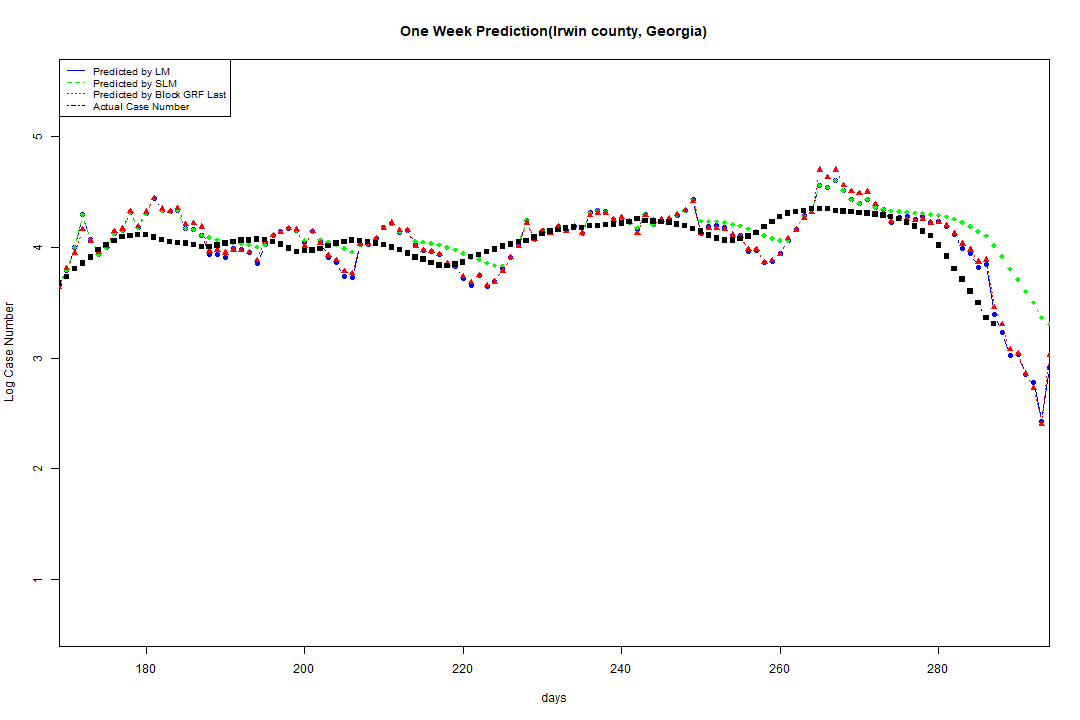 One Week Prediction(Irwin county, Georgia)
Predicted by LM
Predicted by SLM
Predicted by Block GRF Last
Actual Case Number
5
4
3
2
1
Log Case Number
180 200 220 240 260 280
days